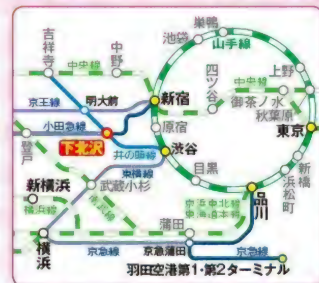 巣鴨
池袋
山手線
吉祥寺
中野
中央線
新宿
四ツ谷
中央線
上野
御茶ノ水
秋葉原
京王線
明大前
小田急線
原宿
東京
登戸
下北沢
井の頭線
渋谷
東横線
新横浜
武蔵小杉
目黒
新橋
浜松町
横浜線
南武線
品川
横浜
蒲田
京急線
京急蒲田
京急線
羽田空港第1・第2ターミナル